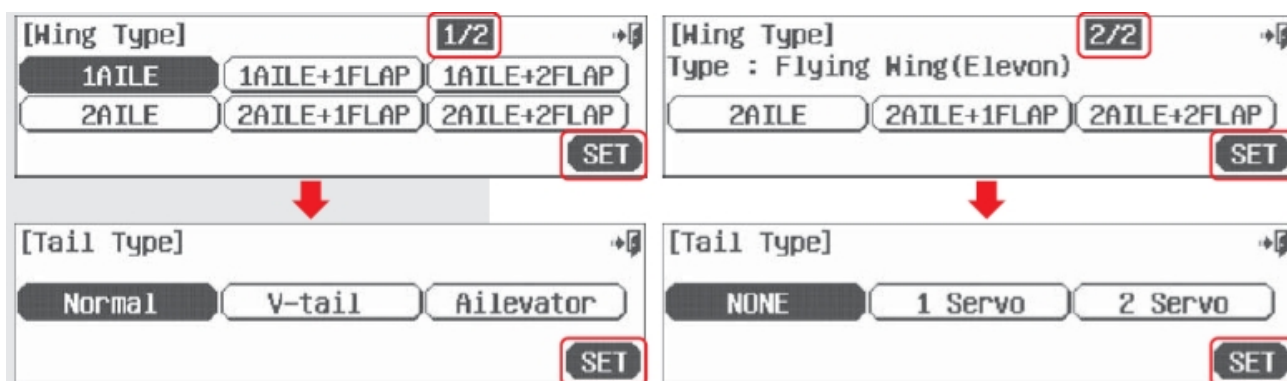 [Wing Type] 1/2
1AILE 1AILE+1FLAP 1AILE+2FLAP
2AILE 2AILE+1FLAP 2AILE+2FLAP
SET
[Tail Type]
Normal V-tail Ailevator
SET
[Wing Type] 2/2
Type : Flying Wing(Elevon)
2AILE 2AILE+1FLAP 2AILE+2FLAP
SET
[Tail Type]
NONE 1 Servo 2 Servo
SET